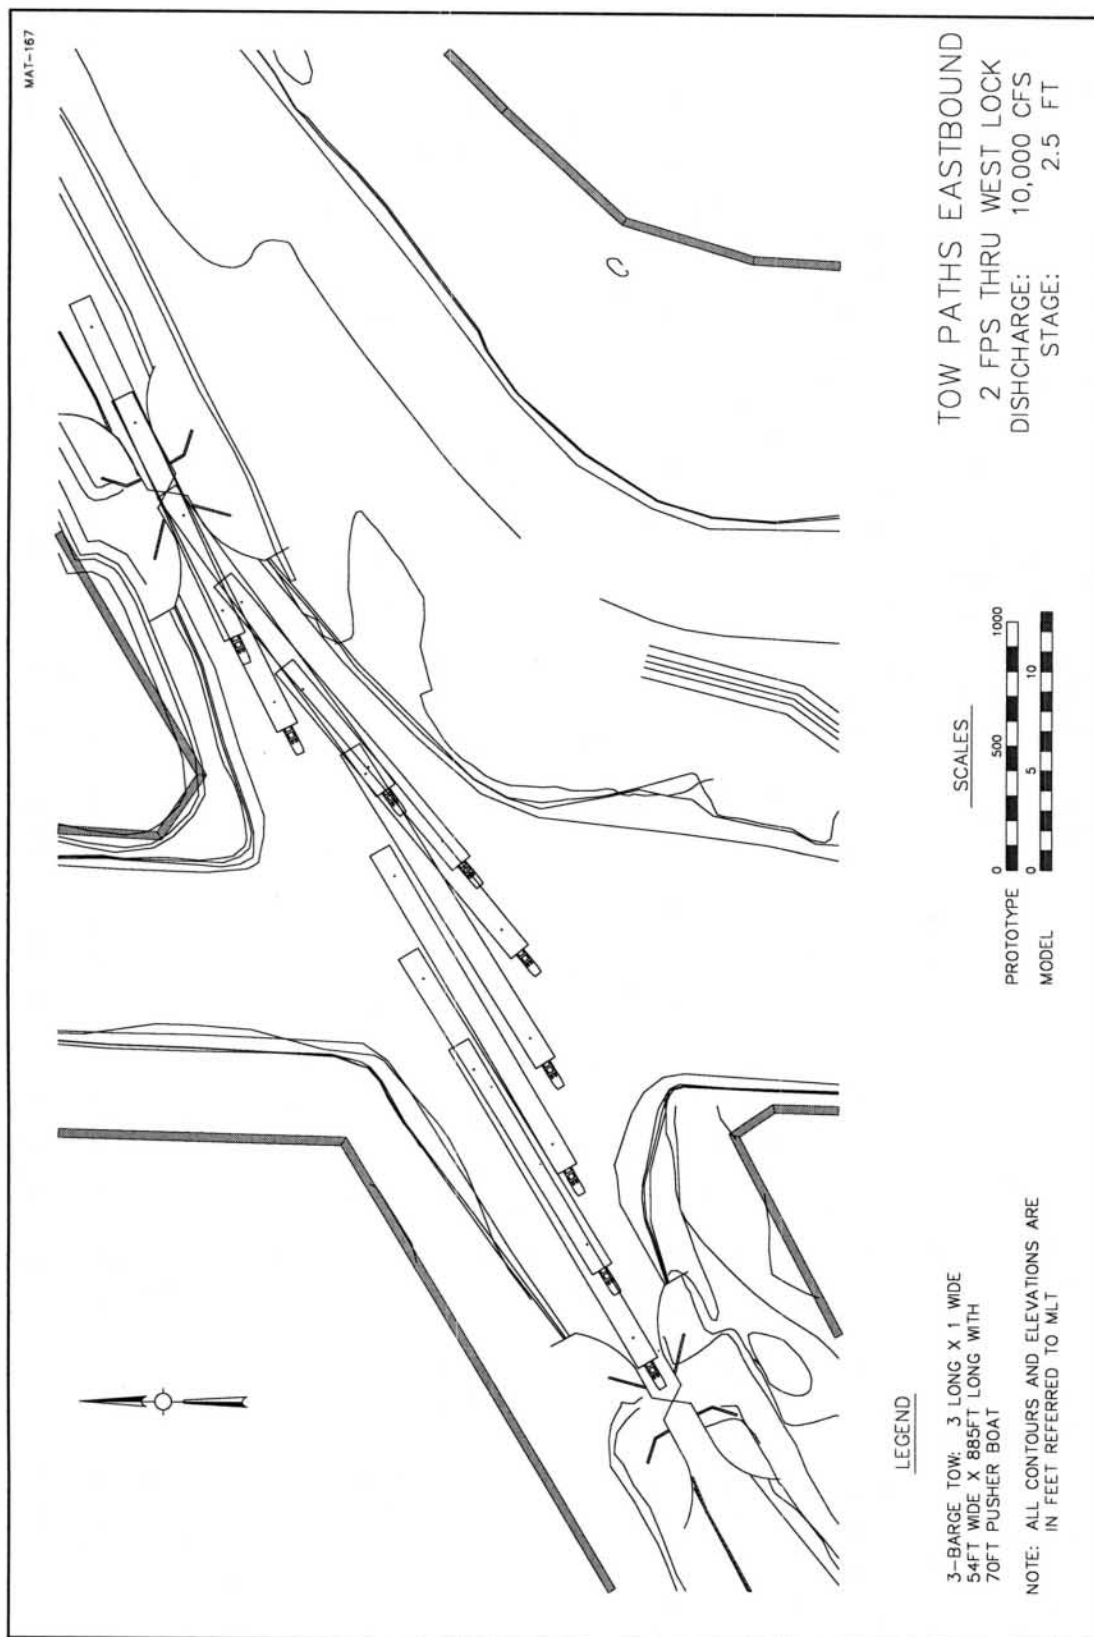 MAT-167
TOW PATHS EASTBOUND
2 FPS THRU WEST LOCK
DISHCHARGE: 10,000 CFS
STAGE: 2.5 FT
SCALES
PROTOTYPE 0 500 1000
MODEL 0 5 10
LEGEND
3-BARGE TOW: 3 LONG X 1 WIDE
54FT WIDE X 885FT LONG WITH
70FT PUSHER BOAT
NOTE: ALL CONTOURS AND ELEVATIONS ARE
IN FEET REFERRED TO MLT